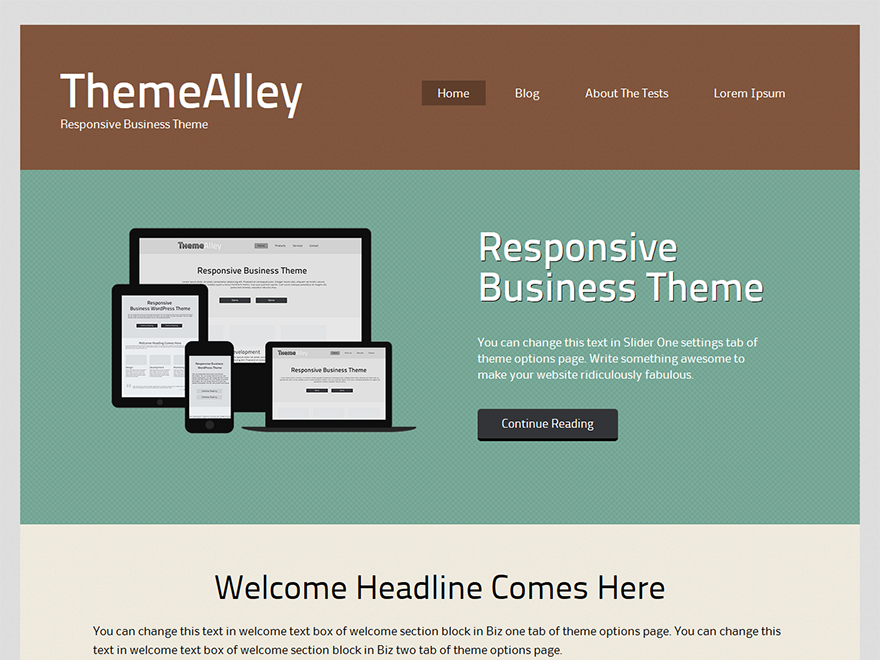 ThemeAlley
Responsive Business Theme
Home
Blog
About The Tests
Lorem Ipsum
ThemeAlley
Responsive Business Theme
Responsive
Business WordPress Theme
Welcome Heading Comes Here
Development
Responsive Business
WordPress Theme
Theme
Responsive Business Theme
Responsive
Business Theme
You can change this text in Slider One settings tab of
theme options page. Write something awesome to
make your website ridiculously fabulous.
Continue Reading
Welcome Headline Comes Here
You can change this text in welcome text box of welcome section block in Biz one tab of theme options page. You can change this
text in welcome text box of welcome section block in Biz two tab of theme options page.